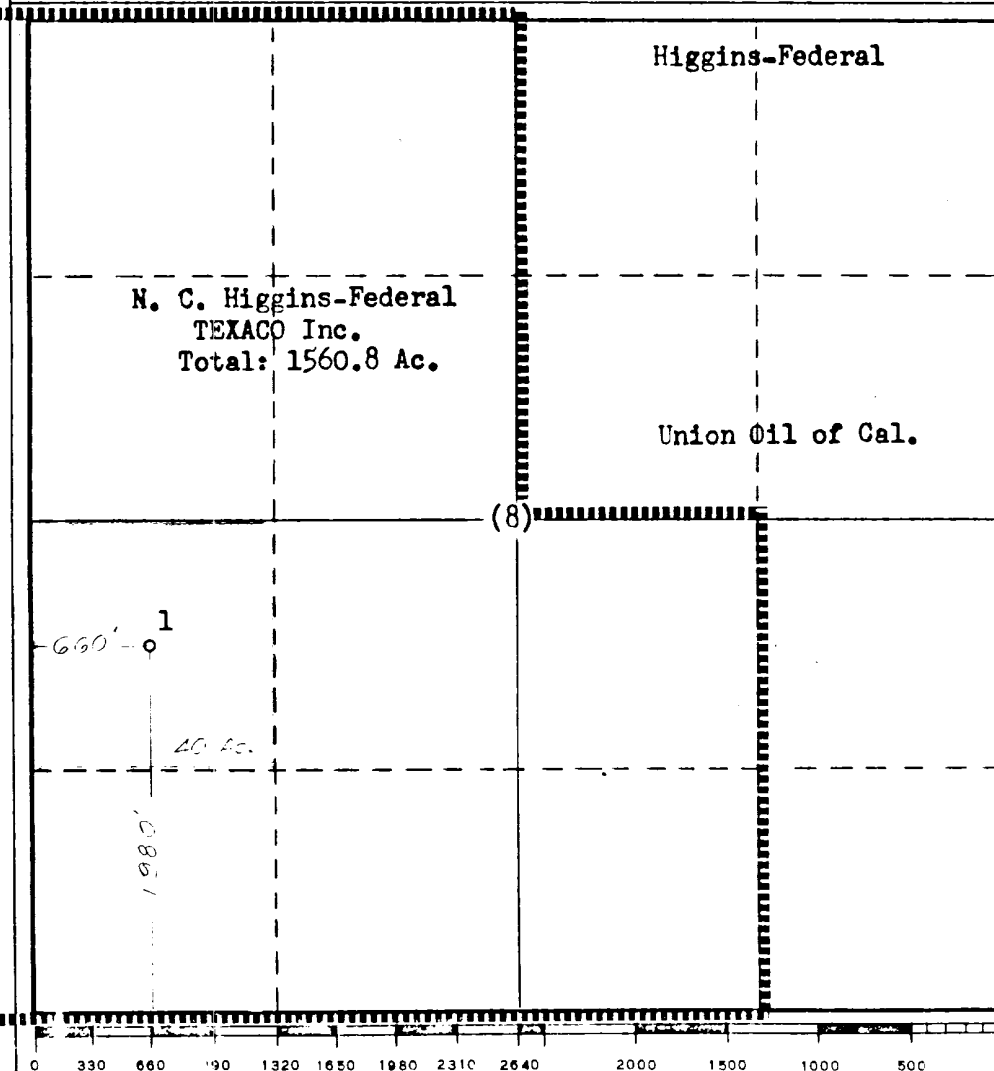 Higgins-Federal
N. C. Higgins-Federal
TEXACO Inc.
Total: 1560.8 Ac.
Union Oil of Cal.
(8)
1
660'
40 Ac.
1980'
0 330 660 990 1320 1650 1980 2310 2640 2000 1500 1000 500